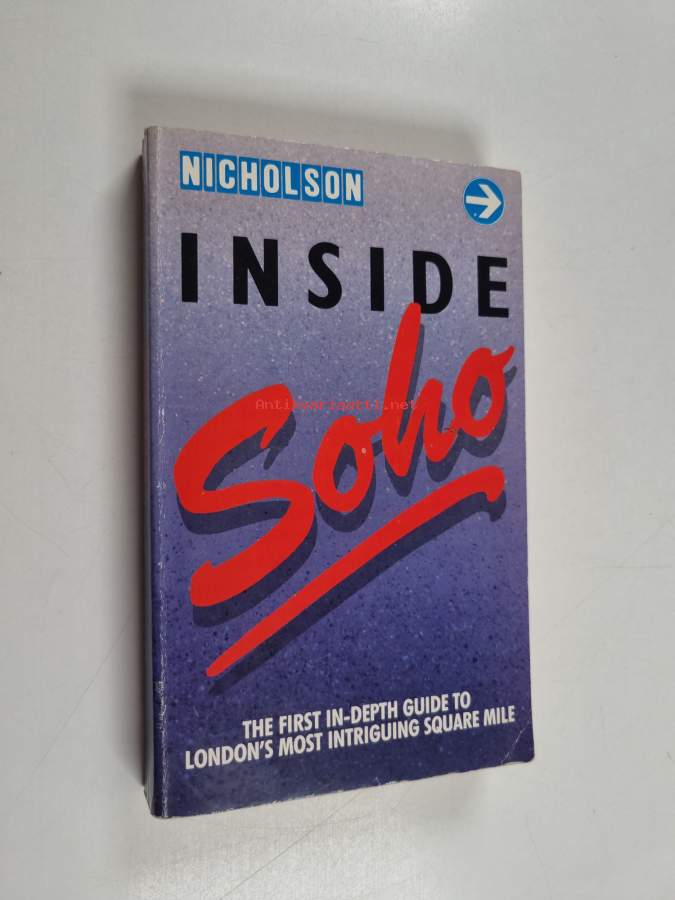 NICHOLSON
INSIDE
Soho
Antikvariaatti.net
THE FIRST IN-DEPTH GUIDE TO
LONDON'S MOST INTRIGUING SQUARE MILE